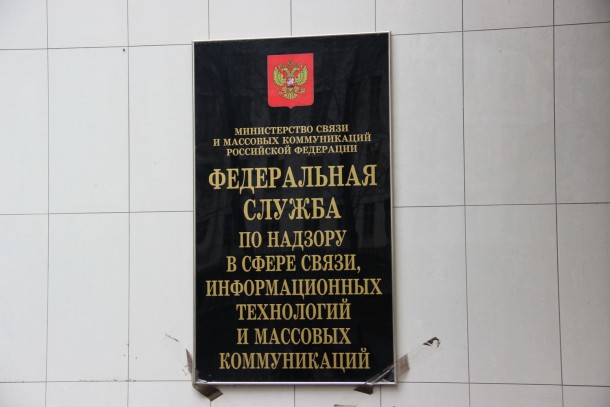 МИНИСТЕРСТВО СВЯЗИ
И МАССОВЫХ КОММУНИКАЦИЙ
РОССИЙСКОЙ ФЕДЕРАЦИИ
ФЕДЕРАЛЬНАЯ
СЛУЖБА
ПО НАДЗОРУ
В СФЕРЕ СВЯЗИ,
ИНФОРМАЦИОННЫХ
ТЕХНОЛОГИЙ
И МАССОВЫХ
КОММУНИКАЦИЙ